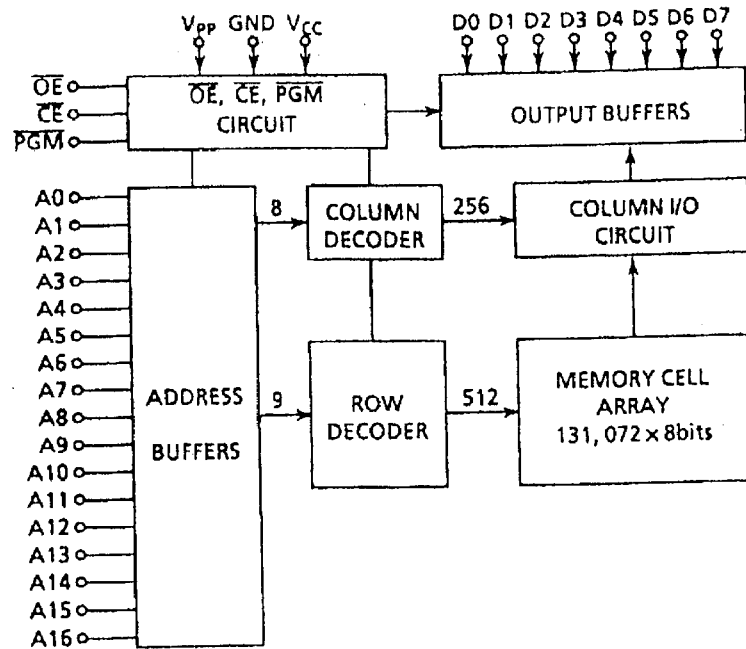 VPP GND VCC
D0 D1 D2 D3 D4 D5 D6 D7
OE
CE
PGM
OE, CE, PGM
CIRCUIT
OUTPUT BUFFERS
A0
A1
A2
A3
A4
A5
A6
A7
A8
A9
A10
A11
A12
A13
A14
A15
A16
ADDRESS
BUFFERS
8
COLUMN
DECODER
256
COLUMN I/O
CIRCUIT
9
ROW
DECODER
512
MEMORY CELL
ARRAY
131,072 × 8bits